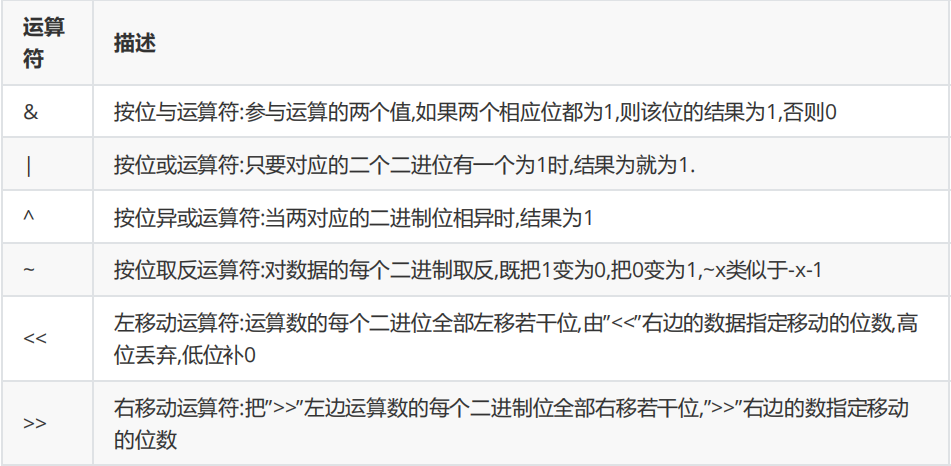 运算
符
描述
&
按位与运算符:参与运算的两个值,如果两个相应位都为1,则该位的结果为1,否则0
|
按位或运算符:只要对应的二个二进位有一个为1时,结果为就为1.
^
按位异或运算符:当两对应的二进制位相异时,结果为1
~
按位取反运算符:对数据的每个二进制取反,既把1变为0,把0变为1,~x类似于-x-1
<<
左移动运算符:运算数的每个二进位全部左移若干位,由”<<”右边的数据指定移动的位数,高
位丢弃,低位补0
>>
右移动运算符:把”>>”左边运算数的每个二进制位全部右移若干位,”>>”右边的数指定移动
的位数